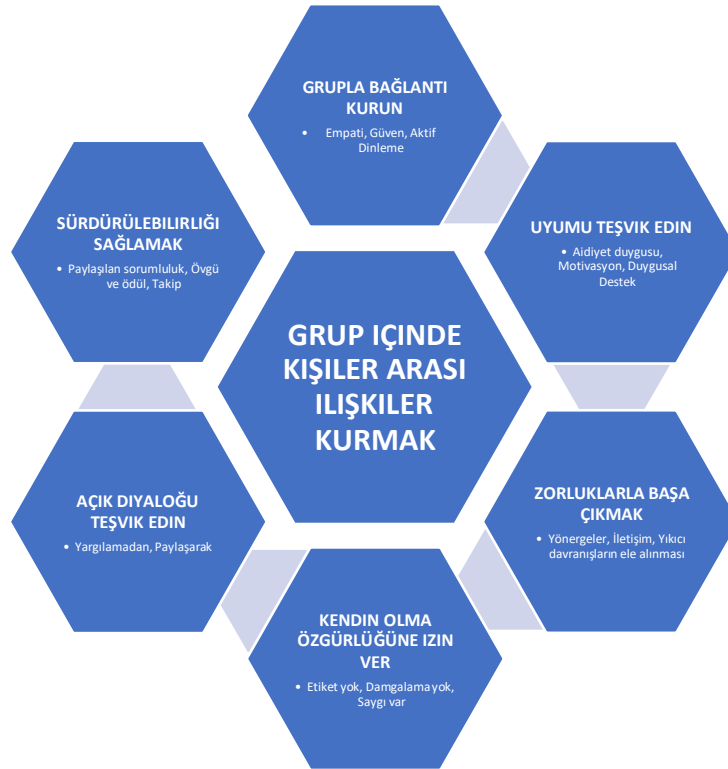 GRUPLA BAĞLANTI
KURUN
• Empati, Güven, Aktif
Dinleme
UYUMU TEŞVIK EDIN
• Aidiyet duygusu,
Motivasyon, Duygusal
Destek
ZORLUKLARLA BAŞA
ÇIKMAK
• Yönergeler, İletişim, Yıkıcı
davranışların ele alınması
KENDIN OLMA
ÖZGÜRLÜĞÜNE IZIN
VER
• Etiket yok, Damgalama yok,
Saygı var
AÇIK DIYALOĞU
TEŞVIK EDIN
• Yargılamadan, Paylaşarak
SÜRDÜRÜLEBILIRLIĞI
SAĞLAMAK
• Paylaşılan sorumluluk, Övgü
ve ödül, Takip
GRUP IÇINDE
KIŞILER ARASI
ILIŞKILER
KURMAK